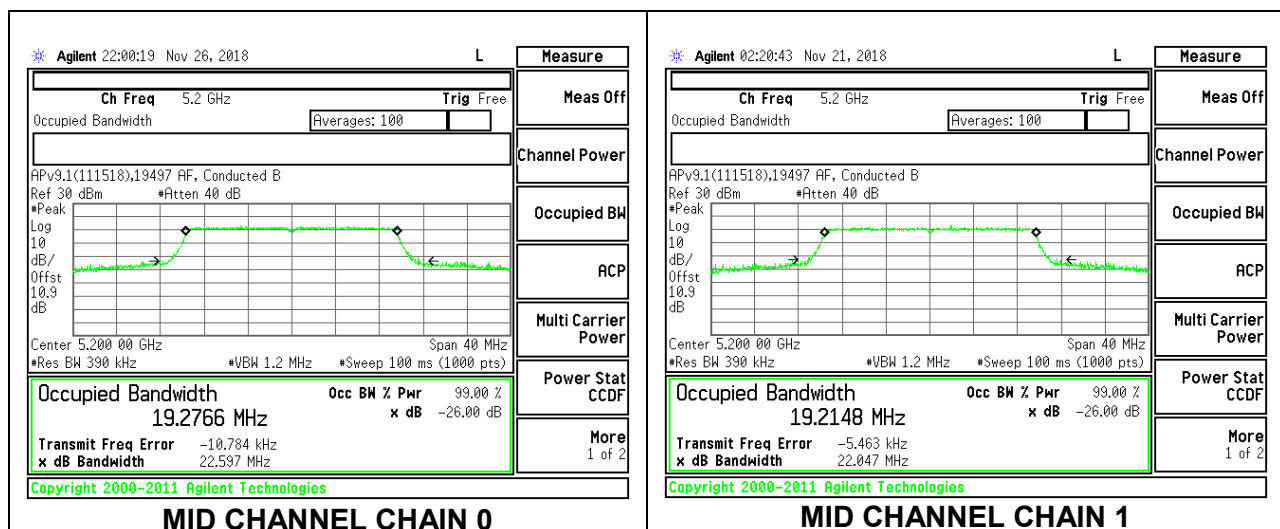 Agilent 22:00:19 Nov 26, 2018 L
Measure
Ch Freq 5.2 GHz Trig Free
Meas Off
Occupied Bandwidth Averages: 100
Channel Power
APv9.1(111518),19497 AF, Conducted B
Ref 30 dBm #Atten 40 dB
#Peak
Occupied BW
Log
10
dB/
ACP
Offst
10.9
dB
Multi Carrier
Power
Center 5.200 00 GHz Span 40 MHz
#Res BW 390 kHz #VBW 1.2 MHz #Sweep 100 ms (1000 pts)
Power Stat
CCDF
Occupied Bandwidth Occ BW % Pwr 99.00 %
19.2766 MHz x dB -26.00 dB
Transmit Freq Error -10.784 kHz
x dB Bandwidth 22.597 MHz
More
1 of 2
Copyright 2000-2011 Agilent Technologies
MID CHANNEL CHAIN 0
Agilent 02:20:43 Nov 21, 2018 L
Measure
Ch Freq 5.2 GHz Trig Free
Meas Off
Occupied Bandwidth Averages: 100
Channel Power
APv9.1(111518),19497 AF, Conducted B
Ref 30 dBm #Atten 40 dB
#Peak
Occupied BW
Log
10
dB/
ACP
Offst
10.9
dB
Multi Carrier
Power
Center 5.200 00 GHz Span 40 MHz
#Res BW 390 kHz #VBW 1.2 MHz #Sweep 100 ms (1000 pts)
Power Stat
CCDF
Occupied Bandwidth Occ BW % Pwr 99.00 %
19.2148 MHz x dB -26.00 dB
Transmit Freq Error -5.463 kHz
x dB Bandwidth 22.047 MHz
More
1 of 2
Copyright 2000-2011 Agilent Technologies
MID CHANNEL CHAIN 1